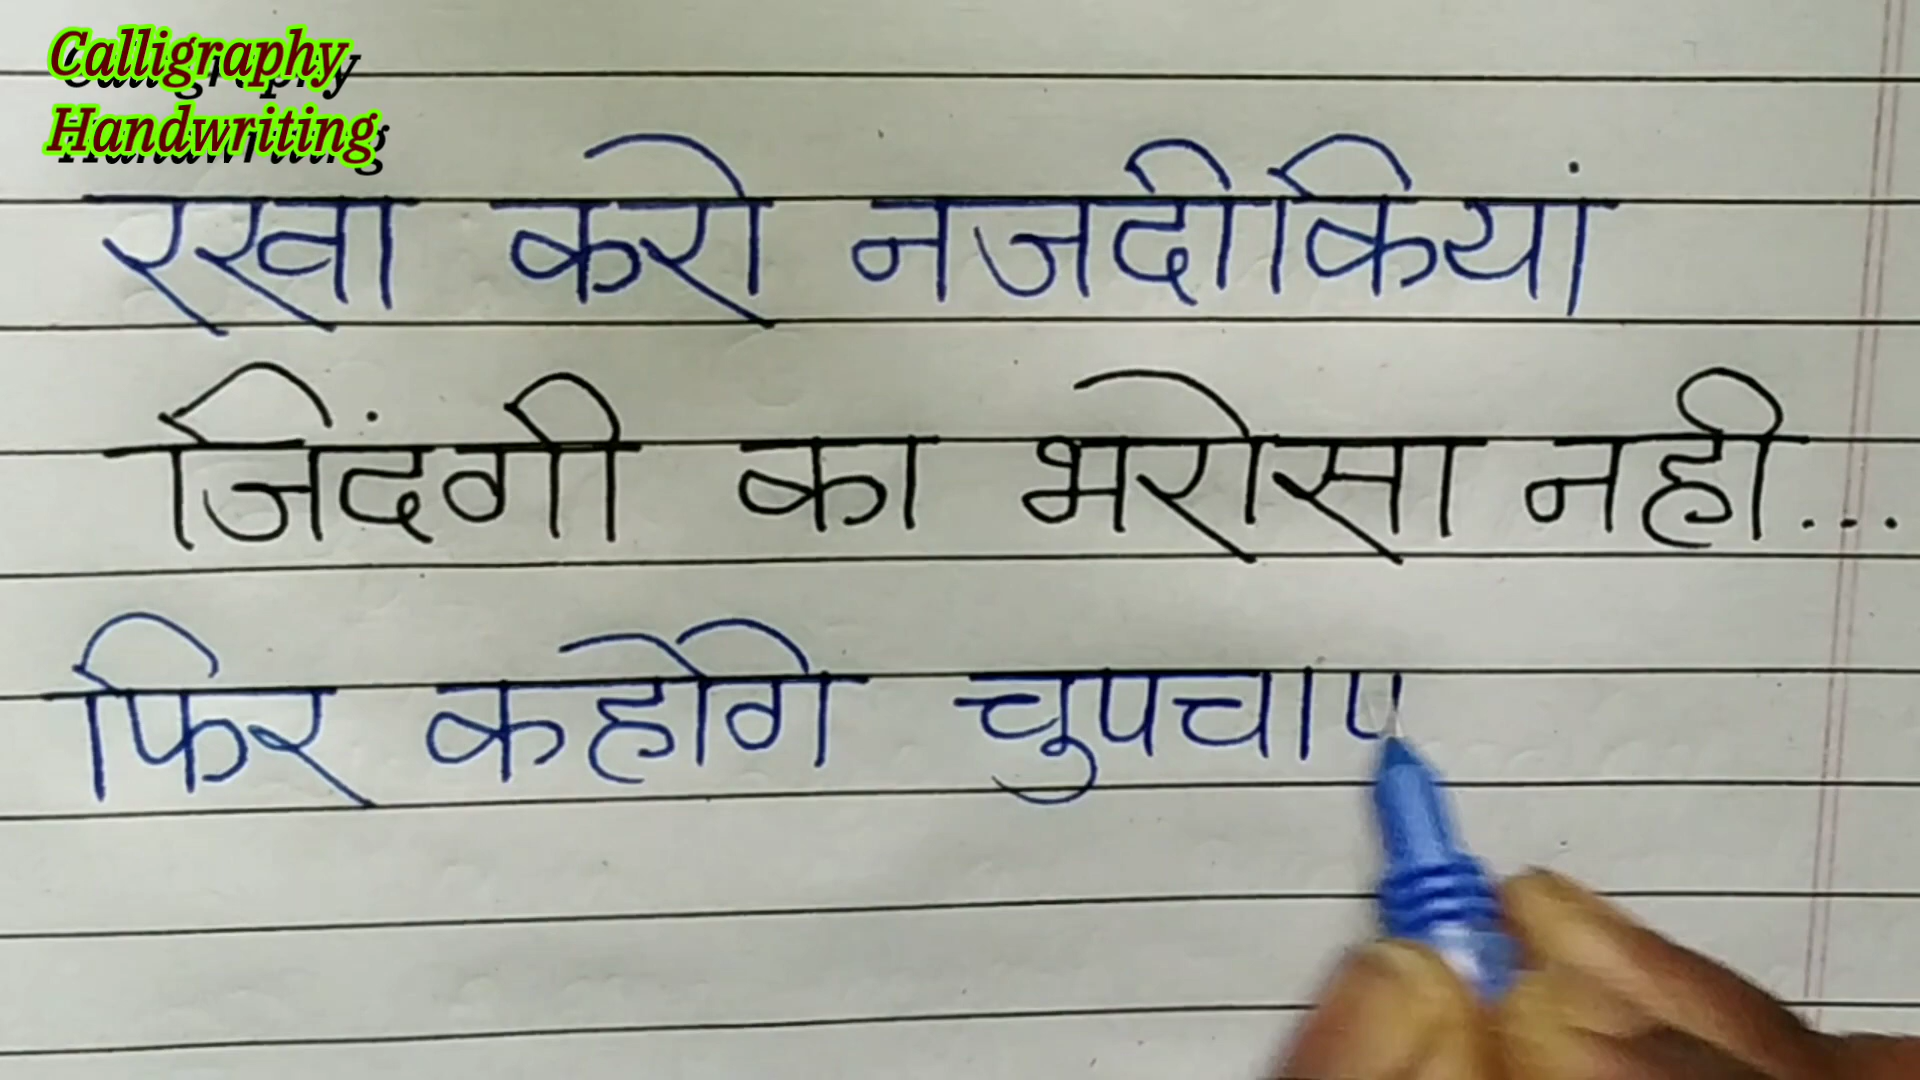 Calligraphy
Handwriting
रखा करो नजदीकियां
जिंदगी का भरोसा नही...
फिर कहोगे चुपचाप